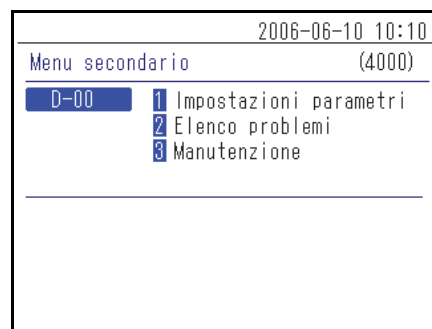 2006-06-10 10:10
Menu secondario (4000)
D-00 1 Impostazioni parametri
2 Elenco problemi
3 Manutenzione